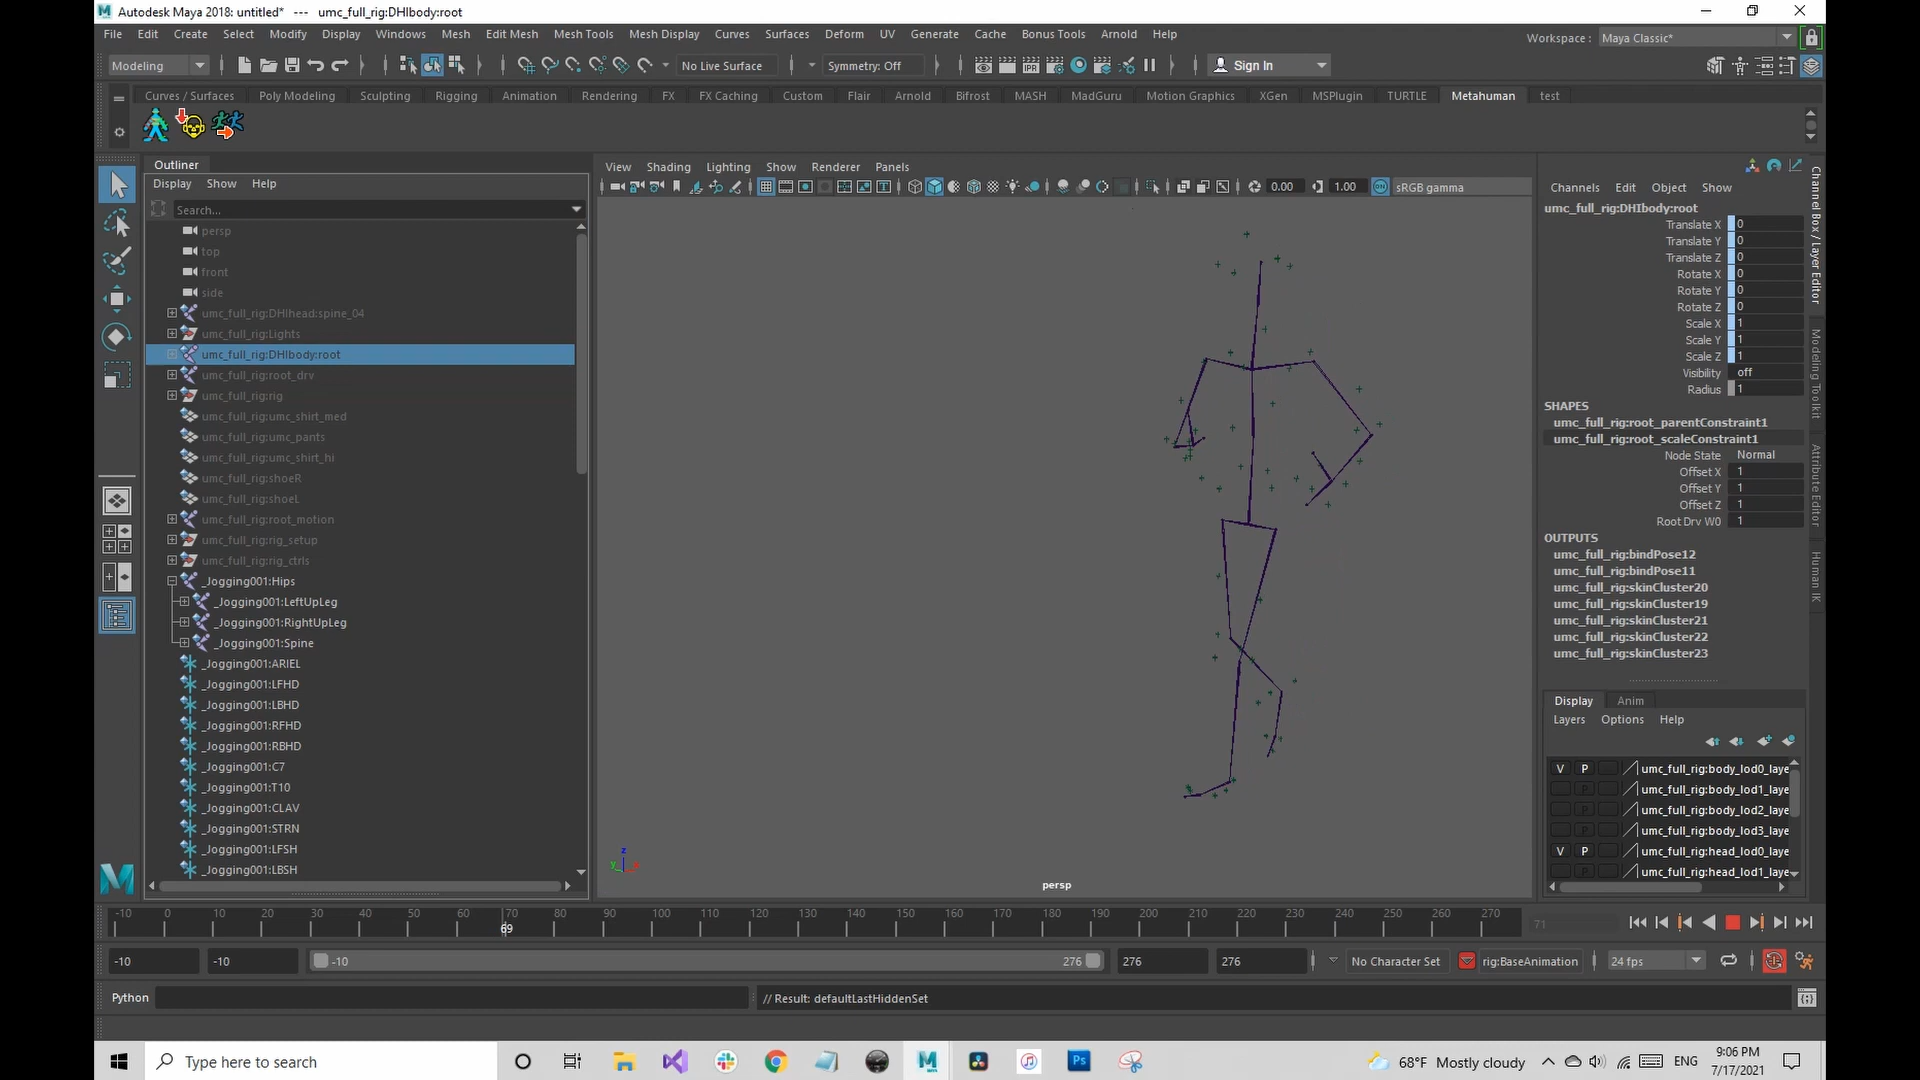 Autodesk Maya 2018: untitled* --- umc_full_rig:DHIbody:root
File Edit Create Select Modify Display Windows Mesh Edit Mesh Mesh Tools Mesh Display Curves Surfaces Deform UV Generate Cache Bonus Tools Arnold Help
Workspace : Maya Classic*
Modeling
No Live Surface
Symmetry: Off
Sign In
Curves / Surfaces Poly Modeling Sculpting Rigging Animation Rendering FX FX Caching Custom Flair Arnold Bifrost MASH MadGuru Motion Graphics XGen MSPlugin TURTLE Metahuman test
Outliner
Display Show Help
Search...
persp
top
front
side
umc_full_rig:DHIhead:spine_04
umc_full_rig:Lights
umc_full_rig:DHIbody:root
umc_full_rig:root_drv
umc_full_rig:rig
umc_full_rig:umc_shirt_med
umc_full_rig:umc_pants
umc_full_rig:umc_shirt_hi
umc_full_rig:shoeR
umc_full_rig:shoeL
umc_full_rig:root_motion
umc_full_rig:rig_setup
umc_full_rig:rig_ctrls
_Jogging001:Hips
_Jogging001:LeftUpLeg
_Jogging001:RightUpLeg
_Jogging001:Spine
_Jogging001:ARIEL
_Jogging001:LFHD
_Jogging001:LBHD
_Jogging001:RFHD
_Jogging001:RBHD
_Jogging001:C7
_Jogging001:T10
_Jogging001:CLAV
_Jogging001:STRN
_Jogging001:LFSH
_Jogging001:LBSH
View Shading Lighting Show Renderer Panels
0.00 1.00 sRGB gamma
z
y
x
persp
Channels Edit Object Show
umc_full_rig:DHIbody:root
Translate X 0
Translate Y 0
Translate Z 0
Rotate X 0
Rotate Y 0
Rotate Z 0
Scale X 1
Scale Y 1
Scale Z 1
Visibility off
Radius 1
SHAPES
umc_full_rig:root_parentConstraint1
umc_full_rig:root_scaleConstraint1
Node State Normal
Offset X 1
Offset Y 1
Offset Z 1
Root Drv W0 1
OUTPUTS
umc_full_rig:bindPose12
umc_full_rig:bindPose11
umc_full_rig:skinCluster20
umc_full_rig:skinCluster19
umc_full_rig:skinCluster21
umc_full_rig:skinCluster22
umc_full_rig:skinCluster23
Display Anim
Layers Options Help
V P umc_full_rig:body_lod0_laye
P umc_full_rig:body_lod1_laye
P umc_full_rig:body_lod2_laye
P umc_full_rig:body_lod3_laye
V P umc_full_rig:head_lod0_laye
P umc_full_rig:head_lod1_laye
Channel Box / Layer Editor
Modeling Toolkit
Attribute Editor
Human IK
-10 0 10 20 30 40 50 60 70 80 90 100 110 120 130 140 150 160 170 180 190 200 210 220 230 240 250 260 270
69
71
-10 -10 -10 276 276 276 No Character Set rig:BaseAnimation 24 fps
Python // Result: defaultLastHiddenSet
Type here to search
68°F Mostly cloudy
ENG
9:06 PM
7/17/2021